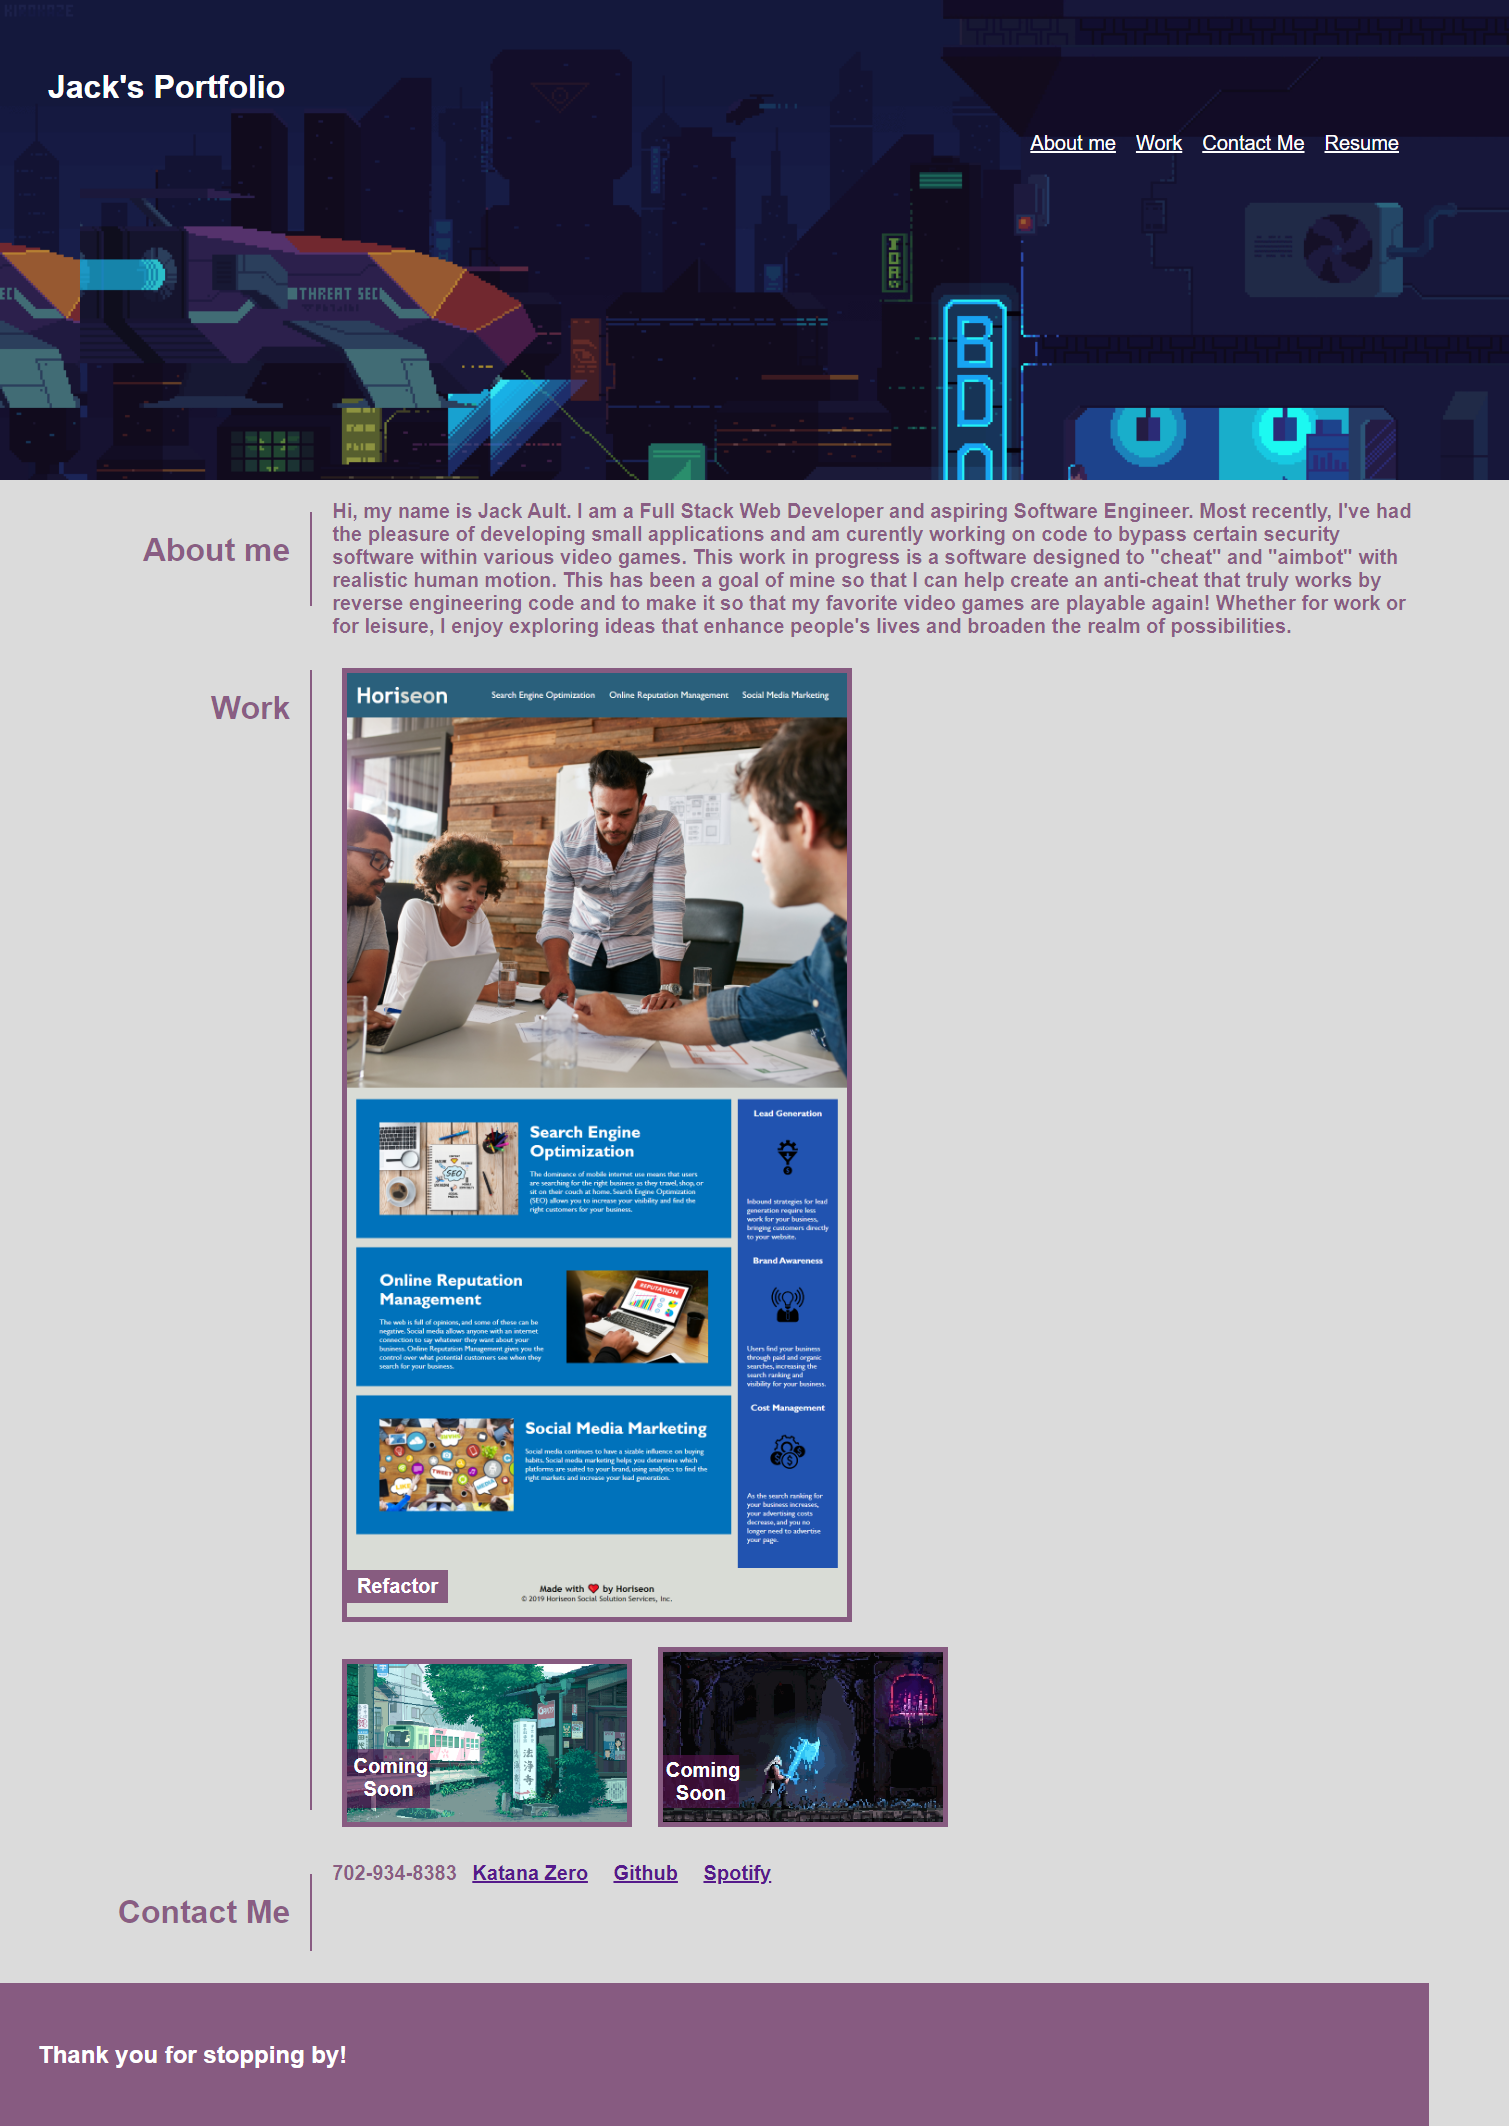 Jack's Portfolio
About me Work Contact Me Resume
THREAT SEC
BD
About me
Hi, my name is Jack Ault. I am a Full Stack Web Developer and aspiring Software Engineer. Most recently, I've had
the pleasure of developing small applications and am curently working on code to bypass certain security
software within various video games. This work in progress is a software designed to "cheat" and "aimbot" with
realistic human motion. This has been a goal of mine so that I can help create an anti-cheat that truly works by
reverse engineering code and to make it so that my favorite video games are playable again! Whether for work or
for leisure, I enjoy exploring ideas that enhance people's lives and broaden the realm of possibilities.
Work
Horiseon Search Engine Optimization Online Reputation Management Social Media Marketing
SEO
Search Engine
Optimization
The dominance of mobile internet use means that users
are searching for the right business as they travel, shop, or
sit on their couch at home. Search Engine Optimization
(SEO) allows you to increase your visibility and find the
right customers for your business.
Online Reputation
Management
The web is full of opinions, and some of these can be
negative. Social media allows anyone with an internet
connection to say whatever they want about your
business. Online Reputation Management gives you the
control over what potential customers see when they
search for your business.
REPUTATION
TWEET
LIKE
Social Media Marketing
Social media continues to have a sizable influence on buying
habits. Social media marketing helps you determine which
platforms are suited to your brand, using analytics to find the
right markets and increase your lead generation.
Lead Generation
Inbound strategies for lead
generation require less
work for your business,
bringing customers directly
to your website.
Brand Awareness
Users find your business
through paid and organic
searches, increasing the
search ranking and
visibility for your business.
Cost Management
As the search ranking for
your business increases,
your advertising costs
decrease, and you no
longer need to advertise
your page.
Refactor
Made with ❤️ by Horiseon
© 2019 Horiseon Social Solution Services, Inc.
法浄寺
Coming
Soon
Coming
Soon
Contact Me
702-934-8383 Katana Zero Github Spotify
Thank you for stopping by!